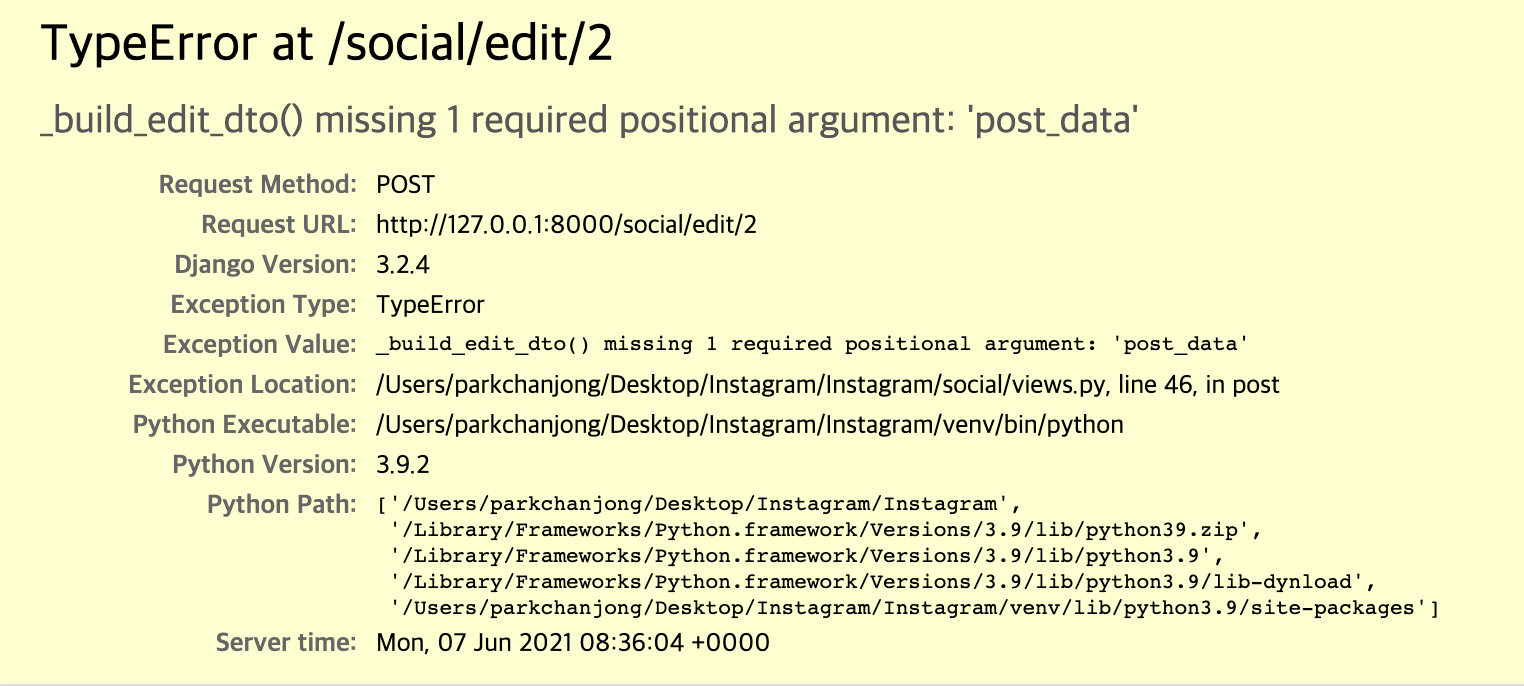 TypeError at /social/edit/2
_build_edit_dto() missing 1 required positional argument: 'post_data'
Request Method: POST
Request URL: http://127.0.0.1:8000/social/edit/2
Django Version: 3.2.4
Exception Type: TypeError
Exception Value: _build_edit_dto() missing 1 required positional argument: 'post_data'
Exception Location: /Users/parkchanjong/Desktop/Instagram/Instagram/social/views.py, line 46, in post
Python Executable: /Users/parkchanjong/Desktop/Instagram/Instagram/venv/bin/python
Python Version: 3.9.2
Python Path: ['/Users/parkchanjong/Desktop/Instagram/Instagram',
'/Library/Frameworks/Python.framework/Versions/3.9/lib/python39.zip',
'/Library/Frameworks/Python.framework/Versions/3.9/lib/python3.9',
'/Library/Frameworks/Python.framework/Versions/3.9/lib/python3.9/lib-dynload',
'/Users/parkchanjong/Desktop/Instagram/Instagram/venv/lib/python3.9/site-packages']
Server time: Mon, 07 Jun 2021 08:36:04 +0000